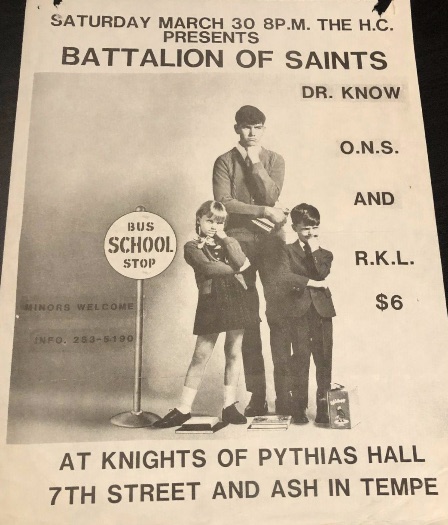 SATURDAY MARCH 30 8P.M. THE H.C.
PRESENTS
BATTALION OF SAINTS
DR. KNOW
O.N.S.
AND
R.K.L.
$6
BUS
SCHOOL
STOP
MINORS WELCOME
INFO. 253-5190
AT KNIGHTS OF PYTHIAS HALL
7TH STREET AND ASH IN TEMPE